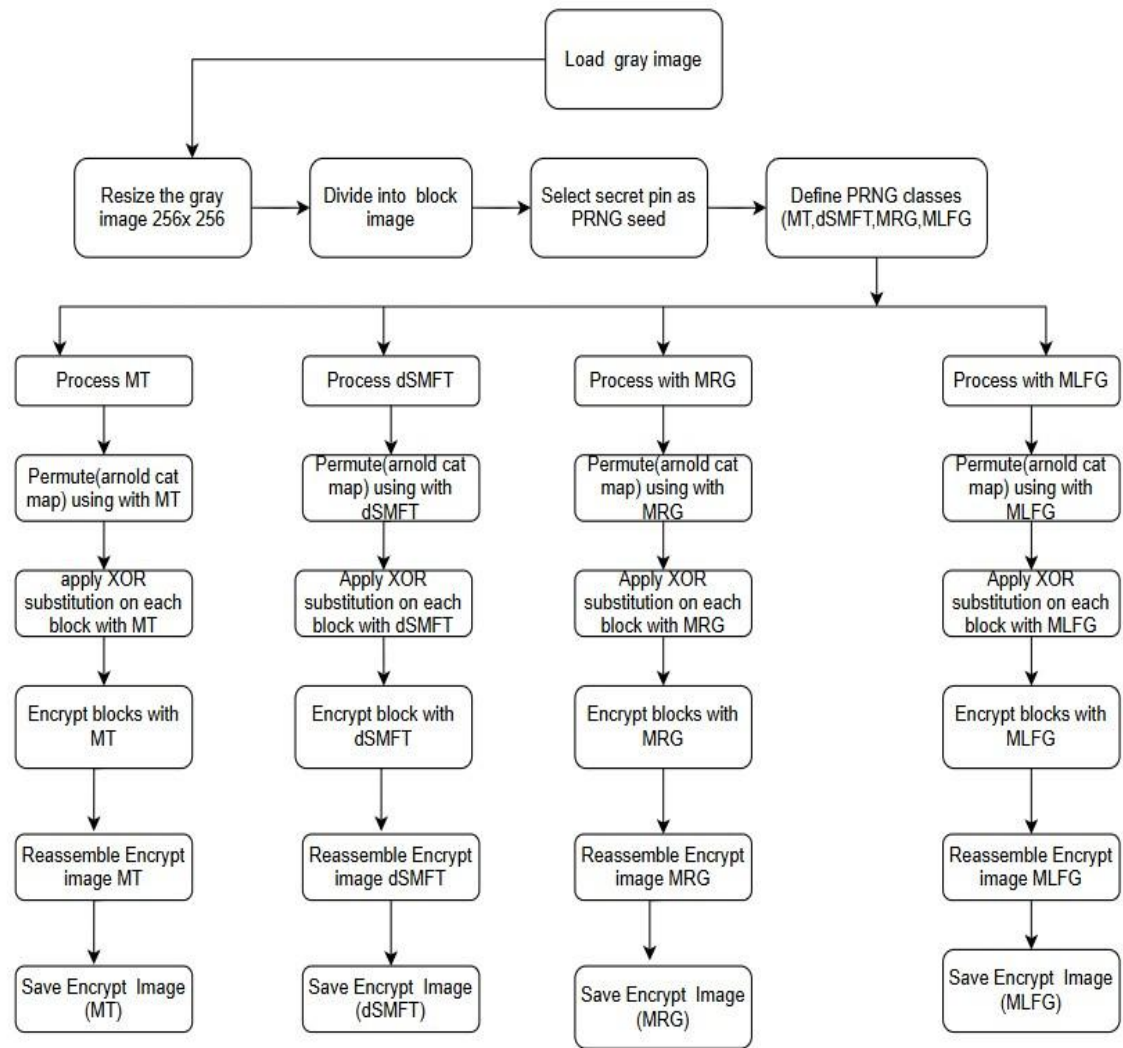 Load gray image
Resize the gray
image 256x 256
Divide into block
image
Select secret pin as
PRNG seed
Define PRNG classes
(MT,dSMFT,MRG,MLFG
Process MT
Process dSMFT
Process with MRG
Process with MLFG
Permute(arnold cat
map) using with MT
Permute(arnold cat
map) using with
dSMFT
Permute(arnold cat
map) using with
MRG
Permute(arnold cat
map) using with
MLFG
apply XOR
substitution on each
block with MT
Apply XOR
substitution on each
block with dSMFT
Apply XOR
substitution on each
block with MRG
Apply XOR
substitution on each
block with MLFG
Encrypt blocks with
MT
Encrypt block with
dSMFT
Encrypt blocks with
MRG
Encrypt blocks with
MLFG
Reassemble Encrypt
image MT
Reassemble Encrypt
image dSMFT
Reassemble Encrypt
image MRG
Reassemble Encrypt
image MLFG
Save Encrypt Image
(MT)
Save Encrypt Image
(dSMFT)
Save Encrypt Image
(MRG)
Save Encrypt Image
(MLFG)